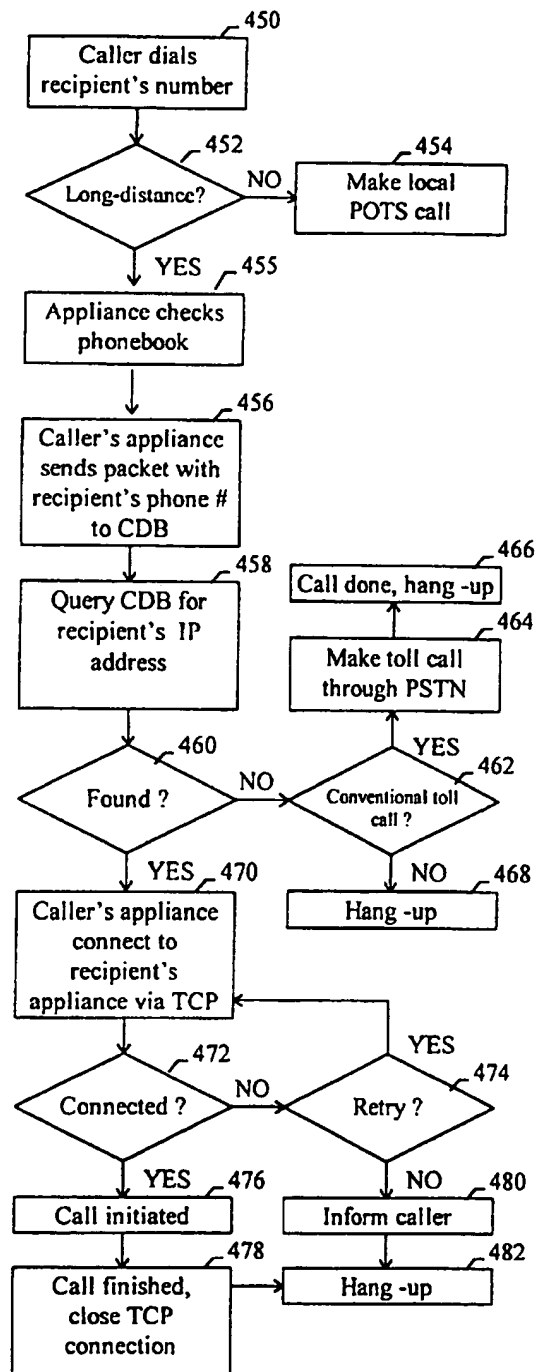 450
Caller dials
recipient's number
452
454
Long-distance?
NO
Make local
POTS call
YES
455
Appliance checks
phonebook
456
Caller's appliance
sends packet with
recipient's phone #
to CDB
458
Query CDB for
recipient's IP
address
466
Call done, hang -up
464
Make toll call
through PSTN
460
Found ?
NO
YES
462
Conventional toll
call ?
YES
470
NO
468
Hang -up
Caller's appliance
connect to
recipient's
appliance via TCP
472
Connected ?
NO
YES
474
Retry ?
YES
476
Call initiated
NO
480
Inform caller
478
Call finished,
close TCP
connection
482
Hang -up